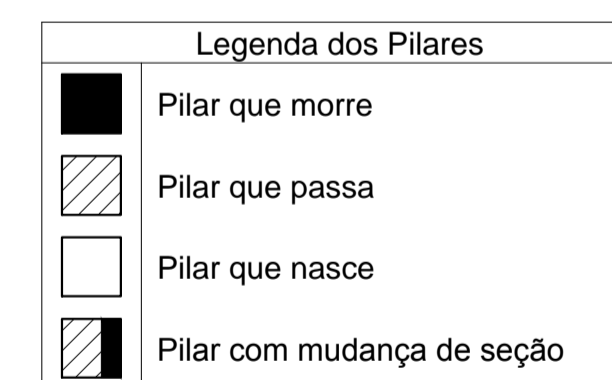 Legenda dos Pilares
Pilar que morre
Pilar que passa
Pilar que nasce
Pilar com mudança de seção